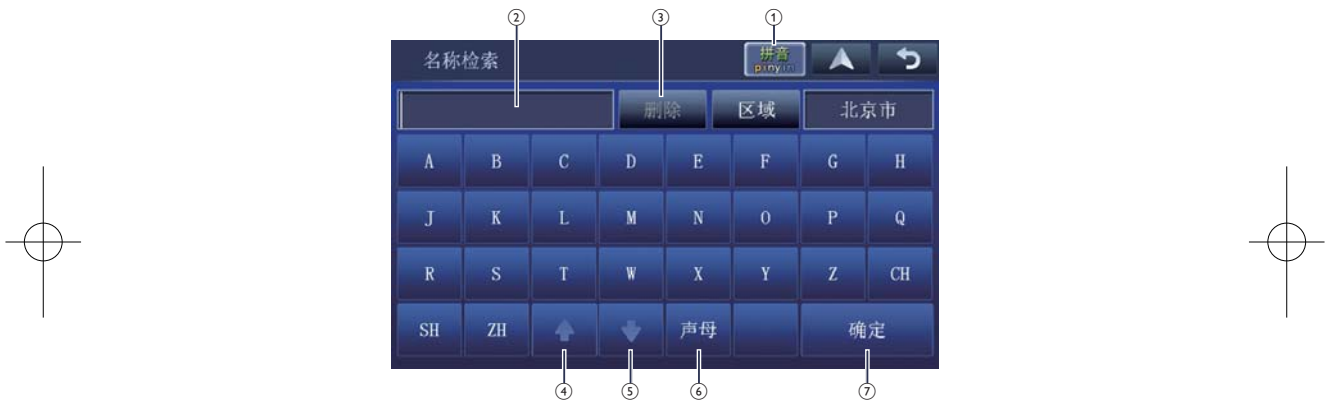 ② ③ ①
名称检索 拼音 pinyin
删除 区域 北京市
A B C D E F G H
J K L M N O P Q
R S T W X Y Z CH
SH ZH 声母 确定
④ ⑤ ⑥ ⑦